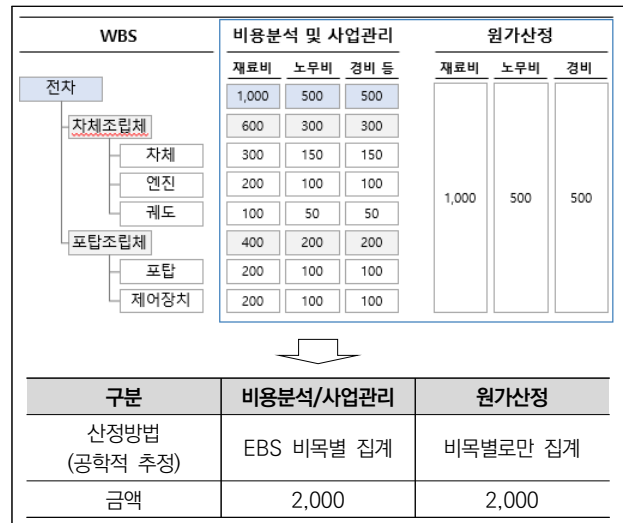 WBS 비용분석 및 사업관리 원가산정
재료비 노무비 경비 등 재료비 노무비 경비
전차 1,000 500 500
차체조립체 600 300 300
차체 300 150 150
엔진 200 100 100
1,000 500 500
궤도 100 50 50
포탑조립체 400 200 200
포탑 200 100 100
제어장치 200 100 100
구분 비용분석/사업관리 원가산정
산정방법
(공학적 추정) EBS 비목별 집계 비목별로만 집계
금액 2,000 2,000